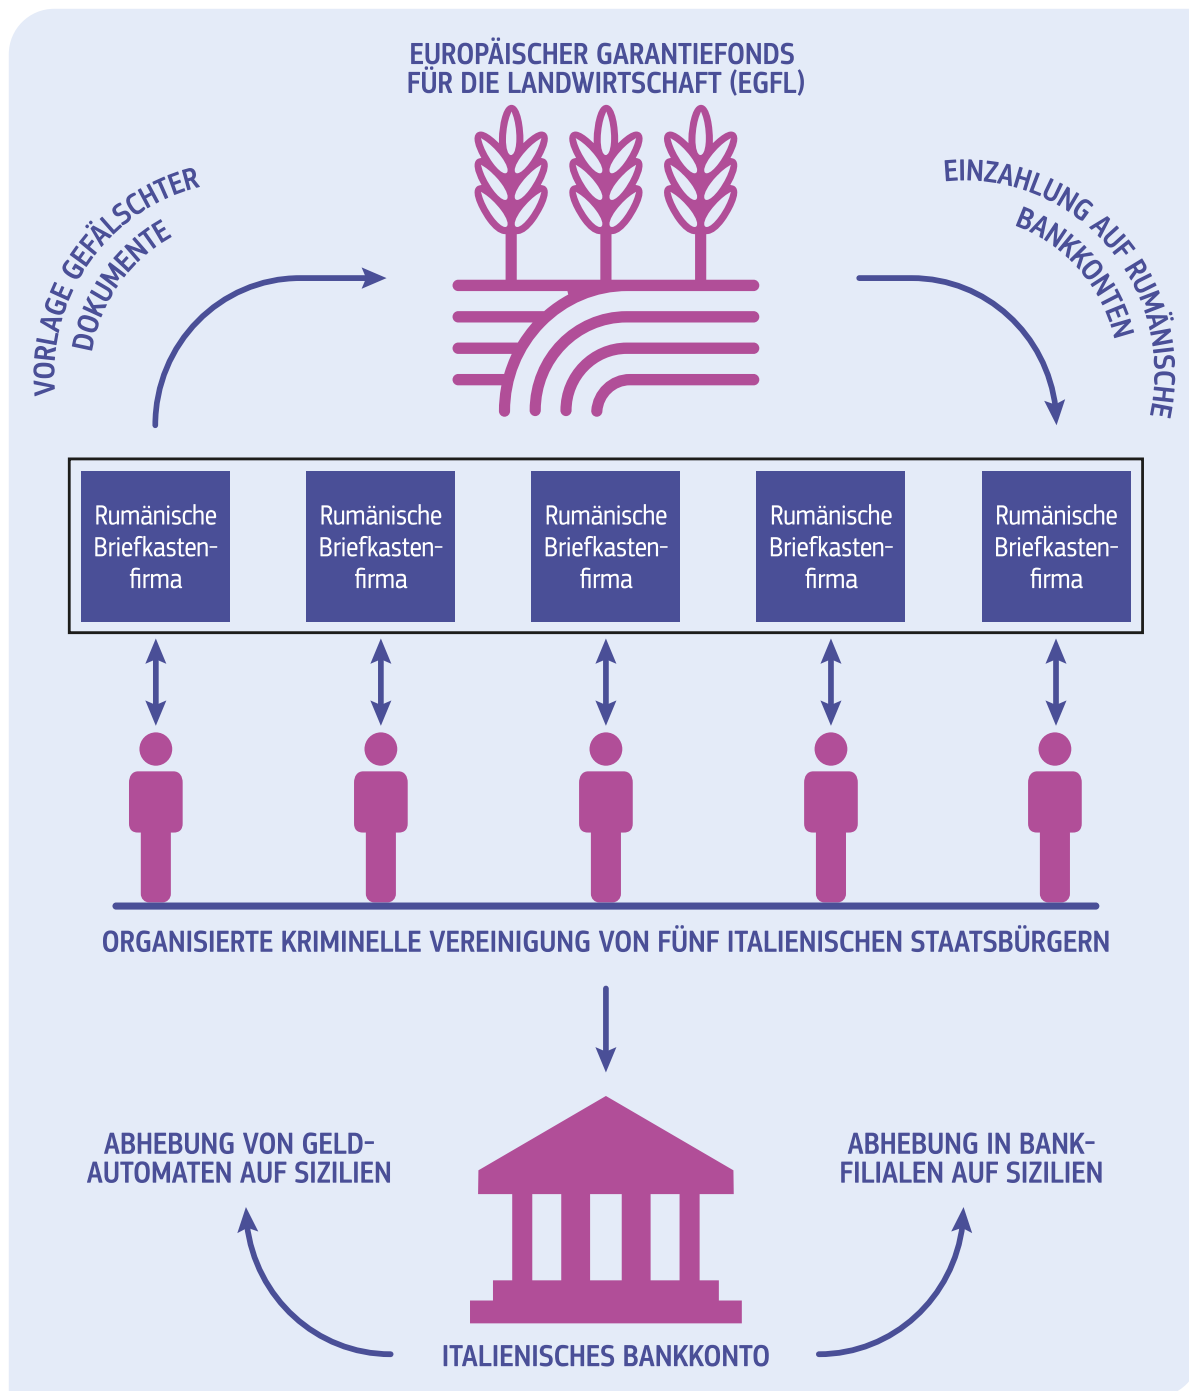 EUROPÄISCHER GARANTIEFONDS
FÜR DIE LANDWIRTSCHAFT (EGFL)
VORLAGE GEFÄLSCHTER
DOKUMENTE
EINZAHLUNG AUF RUMÄNISCHE
BANKKONTEN
Rumänische
Briefkasten-
firma
Rumänische
Briefkasten-
firma
Rumänische
Briefkasten-
firma
Rumänische
Briefkasten-
firma
Rumänische
Briefkasten-
firma
ORGANISIERTE KRIMINELLE VEREINIGUNG VON FÜNF ITALIENISCHEN STAATSBÜRGERN
ABHEBUNG VON GELD-
AUTOMATEN AUF SIZILIEN
ABHEBUNG IN BANK-
FILIALEN AUF SIZILIEN
ITALIENISCHES BANKKONTO